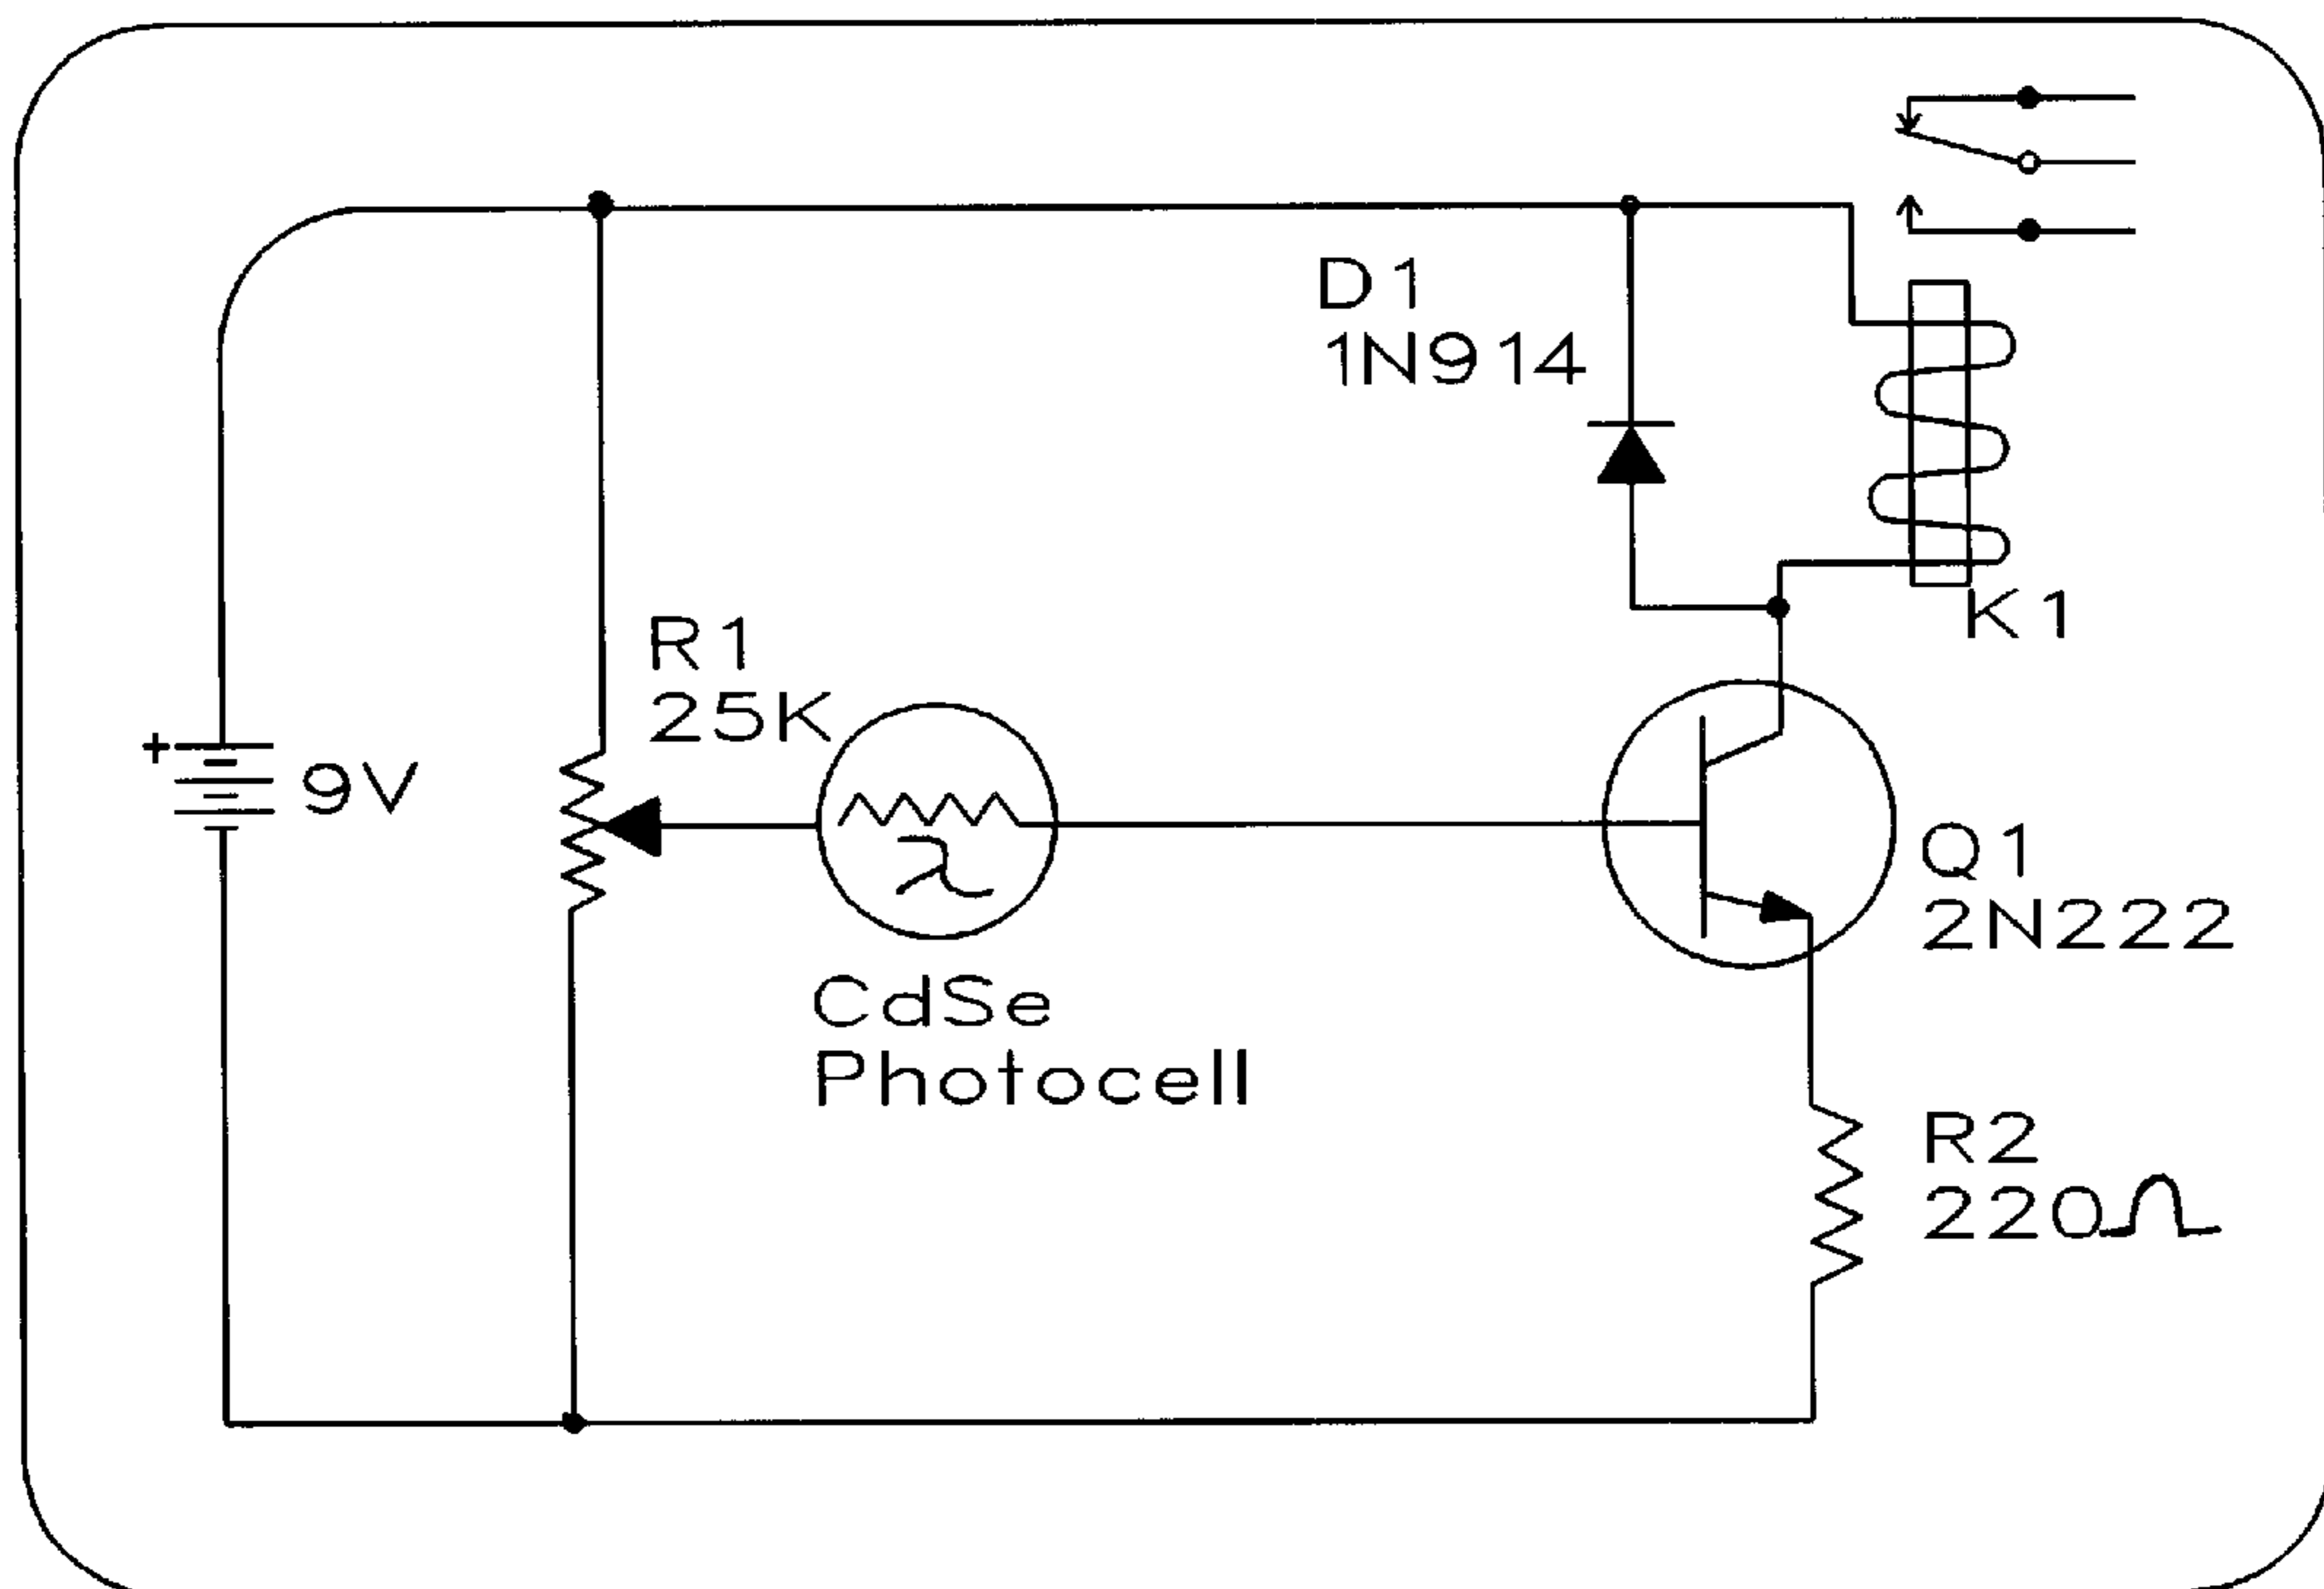 D1
1N914
K1
R1
25K
+
9V
λ
CdSe
Photocell
Q1
2N222
R2
220Ω